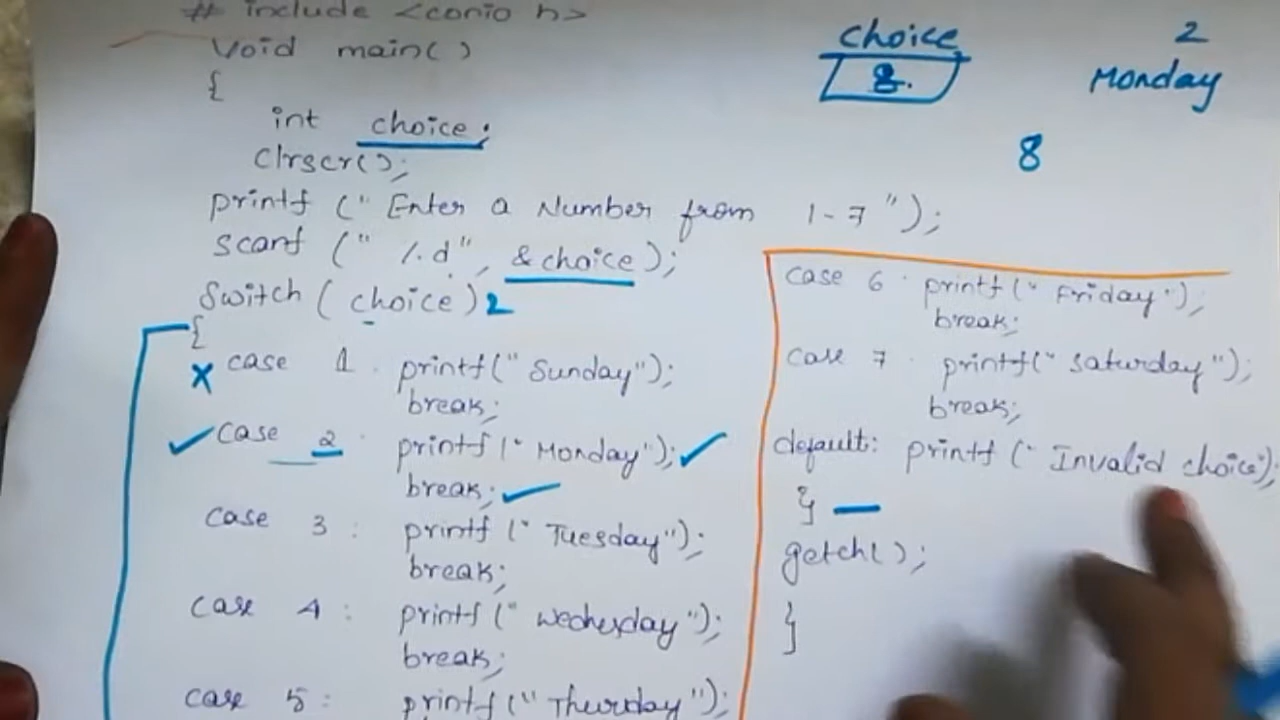 # include <conio h>
Void main()
{
int choice;
Clrscr();
printf (" Enter a Number from 1-7 ");
scanf (" %d", & choice);
Switch ( choice) 2
{
X case 1 : printf(" Sunday");
break;
✓ Case 2 : printf (" Monday"); ✓
break; ✓
Case 3 : printf (" Tuesday");
break;
Case 4 : printf (" Wednesday");
break;
case 5 : printf (" Thursday");
choice
8.
2
Monday
8
case 6 : printf (" Friday");
break;
case 7 : printf(" Saturday");
break;
default: printf (" Invalid choice");
}
getch();
}